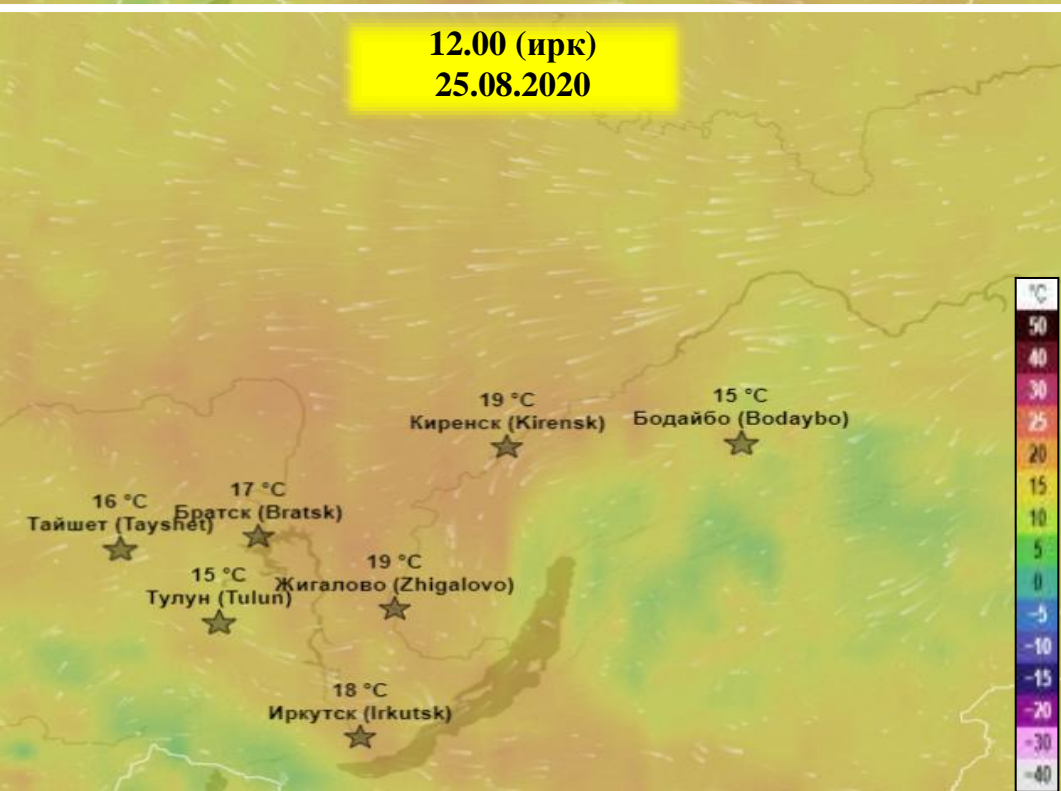 12.00 (ирк)
25.08.2020
19 °C
Киренск (Kirensk)
15 °C
Бодайбо (Bodaybo)
16 °C
Тайшет (Tayshet)
17 °C
Братск (Bratsk)
15 °C
Тулун (Tulun)
19 °C
Жигалово (Zhigalovo)
18 °C
Иркутск (Irkutsk)
°C
50
40
30
25
20
15
10
5
0
-5
-10
-15
-20
-30
-40